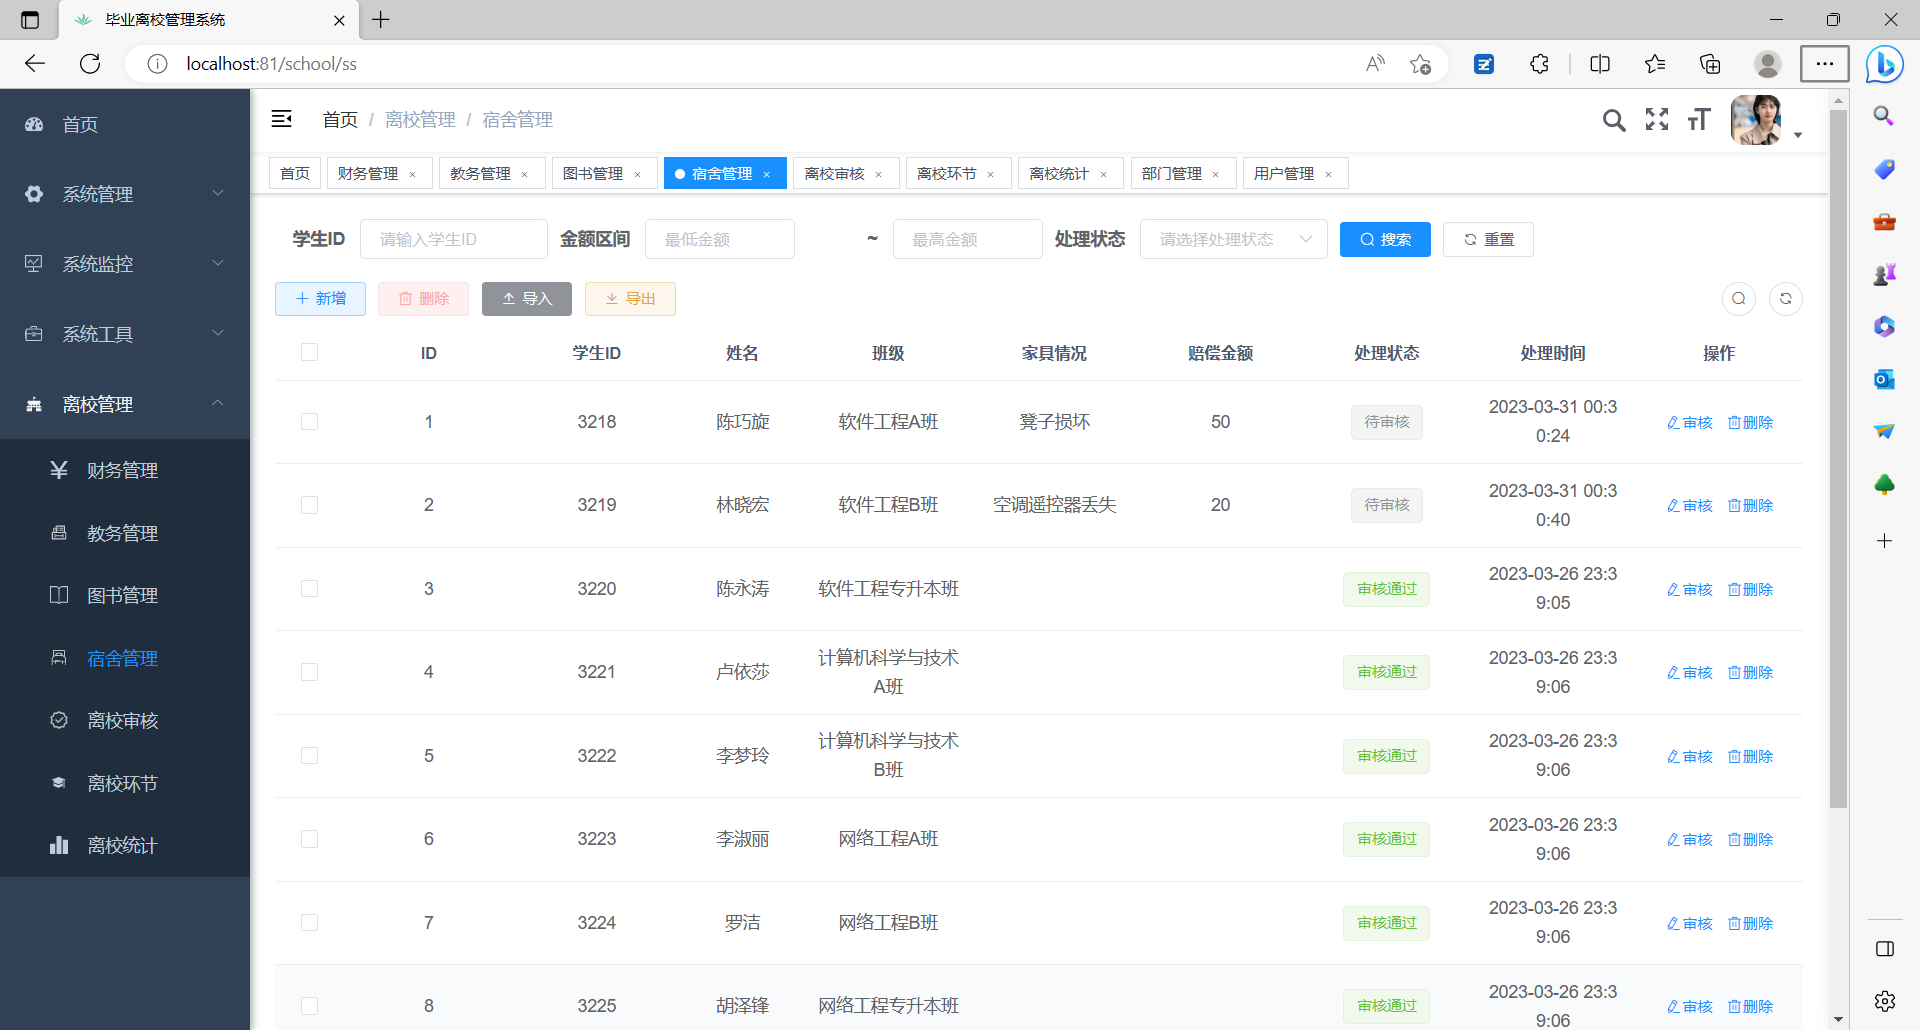 毕业离校管理系统
localhost:81/school/ss
首页
系统管理
系统监控
系统工具
离校管理
财务管理
教务管理
图书管理
宿舍管理
离校审核
离校环节
离校统计
首页 / 离校管理 / 宿舍管理
首页 财务管理 × 教务管理 × 图书管理 × 宿舍管理 × 离校审核 × 离校环节 × 离校统计 × 部门管理 × 用户管理 ×
学生ID 请输入学生ID 金额区间 最低金额 ~ 最高金额 处理状态 请选择处理状态 搜索 重置
新增 删除 导入 导出
ID 学生ID 姓名 班级 家具情况 赔偿金额 处理状态 处理时间 操作
1 3218 陈巧旋 软件工程A班 凳子损坏 50 待审核 2023-03-31 00:3
0:24 审核 删除
2 3219 林晓宏 软件工程B班 空调遥控器丢失 20 待审核 2023-03-31 00:3
0:40 审核 删除
3 3220 陈永涛 软件工程专升本班 审核通过 2023-03-26 23:3
9:05 审核 删除
4 3221 卢依莎 计算机科学与技术
A班 审核通过 2023-03-26 23:3
9:06 审核 删除
5 3222 李梦玲 计算机科学与技术
B班 审核通过 2023-03-26 23:3
9:06 审核 删除
6 3223 李淑丽 网络工程A班 审核通过 2023-03-26 23:3
9:06 审核 删除
7 3224 罗洁 网络工程B班 审核通过 2023-03-26 23:3
9:06 审核 删除
8 3225 胡泽锋 网络工程专升本班 审核通过 2023-03-26 23:3
9:06 审核 删除